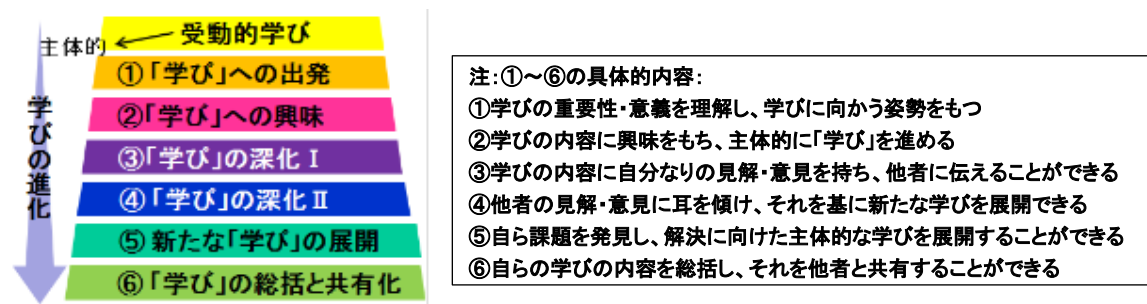 受動的学び
主体的
①「学び」への出発
②「学び」への興味
③「学び」の深化Ⅰ
④「学び」の深化Ⅱ
⑤新たな「学び」の展開
⑥「学び」の総括と共有化
学びの進化
注:①～⑥の具体的内容:
①学びの重要性・意義を理解し、学びに向かう姿勢をもつ
②学びの内容に興味をもち、主体的に「学び」を進める
③学びの内容に自分なりの見解・意見を持ち、他者に伝えることができる
④他者の見解・意見に耳を傾け、それを基に新たな学びを展開できる
⑤自ら課題を発見し、解決に向けた主体的な学びを展開することができる
⑥自らの学びの内容を総括し、それを他者と共有することができる